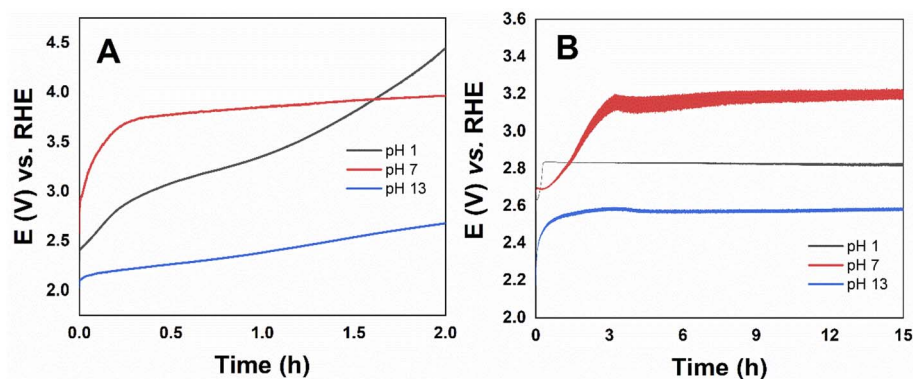 A
E (V) vs. RHE
4.5
4.0
3.5
3.0
2.5
2.0
pH 1
pH 7
pH 13
0.0 0.5 1.0 1.5 2.0
Time (h)
B
E (V) vs. RHE
3.6
3.2
3.0
2.8
2.6
2.4
2.2
2.0
pH 1
pH 7
pH 13
0 3 6 9 12 15
Time (h)